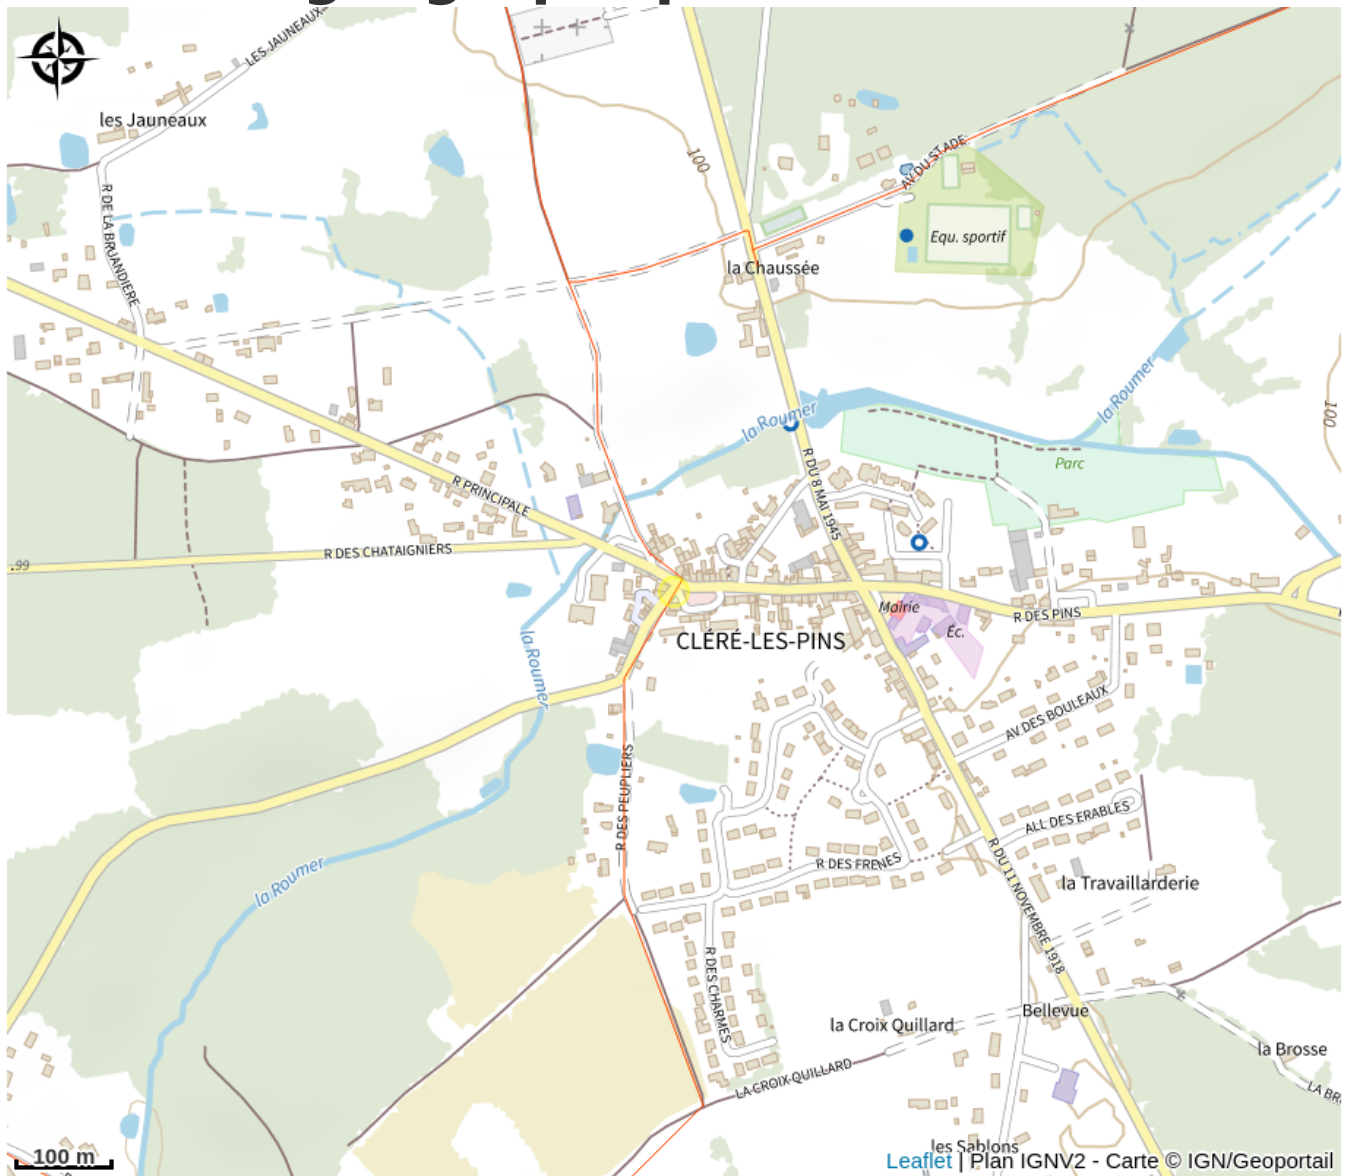 LES JAUNEAUX
les Jauneaux
100
AV DU STADE
R DE LA BRUANDIERE
Equ. sportif
la Chaussée
la Roumer
100
la Roumer
Parc
R PRINCIPALE
R DU 8 MAI 1945
R DES CHATAIGNIERS
.99
Mairie
R DES PINS
Éc.
CLÉRÉ-LES-PINS
la Roumer
AV DES BOULEAUX
R DES PEUPLIERS
ALL DES ERABLES
R DES FRENES
la Roumer
la Travaillarderie
R DU 11 NOVEMBRE 1918
R DES CHARMES
Bellevue
la Croix Quillard
la Brosse
LA CROIX QUILLARD
LA BR
les Sablons
100 m
Leaflet | Plan IGNV2 - Carte © IGN/Geoportail